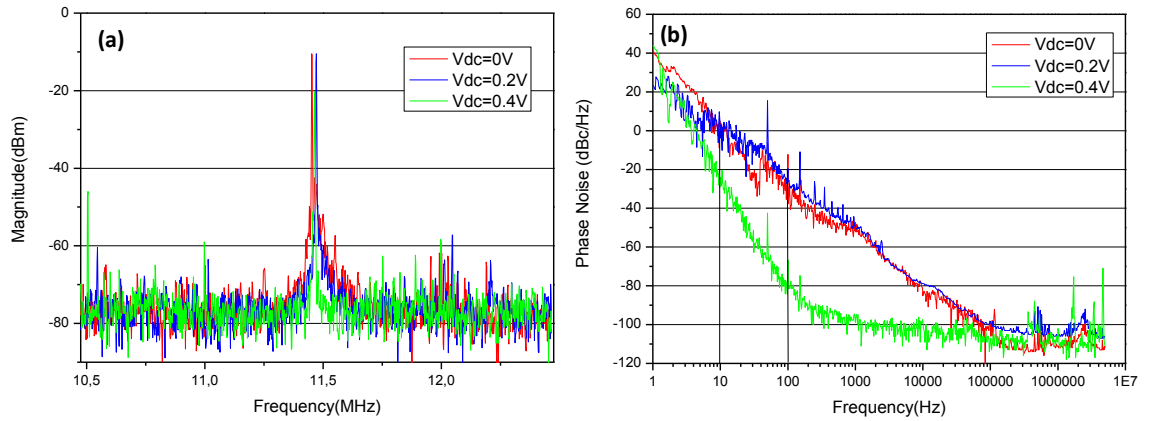 (a)
Vdc=0V
Vdc=0.2V
Vdc=0.4V
0
-20
-40
-60
-80
Magnitude(dBm)
10,5
11,0
11,5
12,0
Frequency(MHz)
(b)
Vdc=0V
Vdc=0.2V
Vdc=0.4V
60
40
20
0
-20
-40
-60
-80
-100
-120
Phase Noise (dBc/Hz)
1
10
100
1000
10000
100000
1000000
1E7
Frequency(Hz)